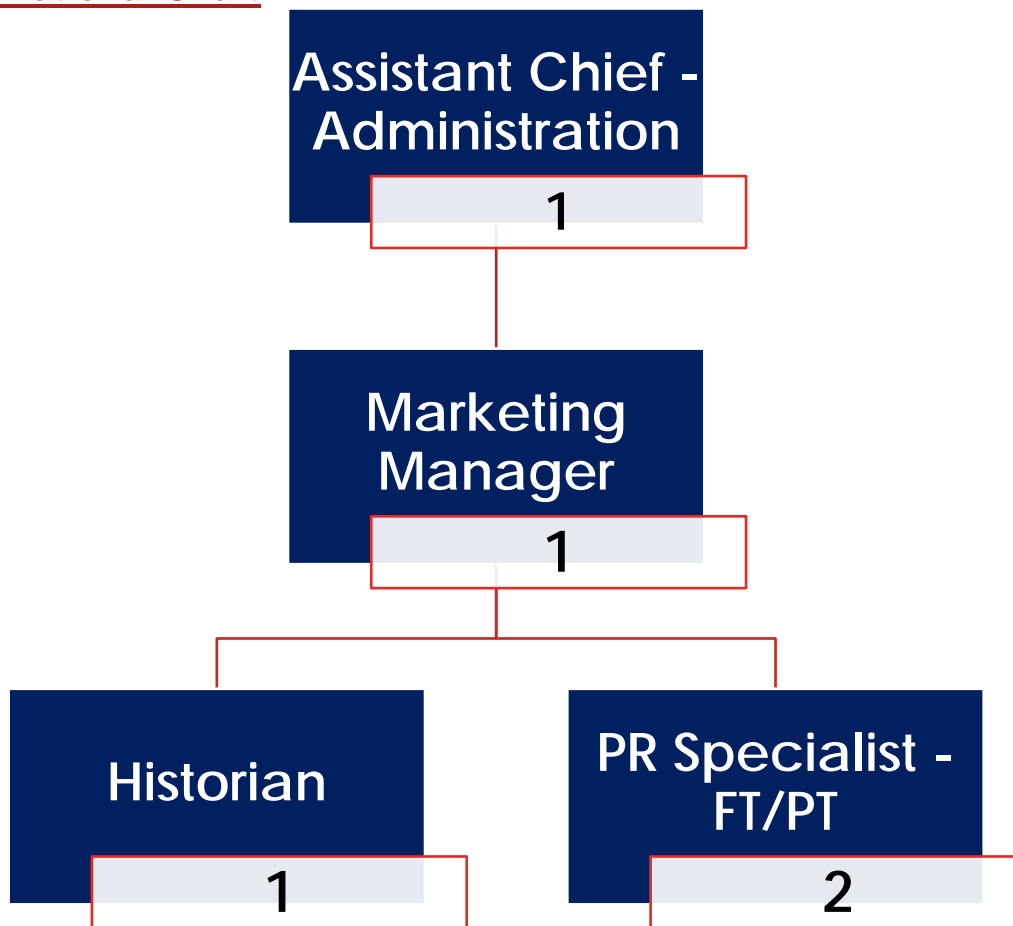 Assistant Chief -
Administration
1
Marketing
Manager
1
Historian
PR Specialist -
FT/PT
1
2